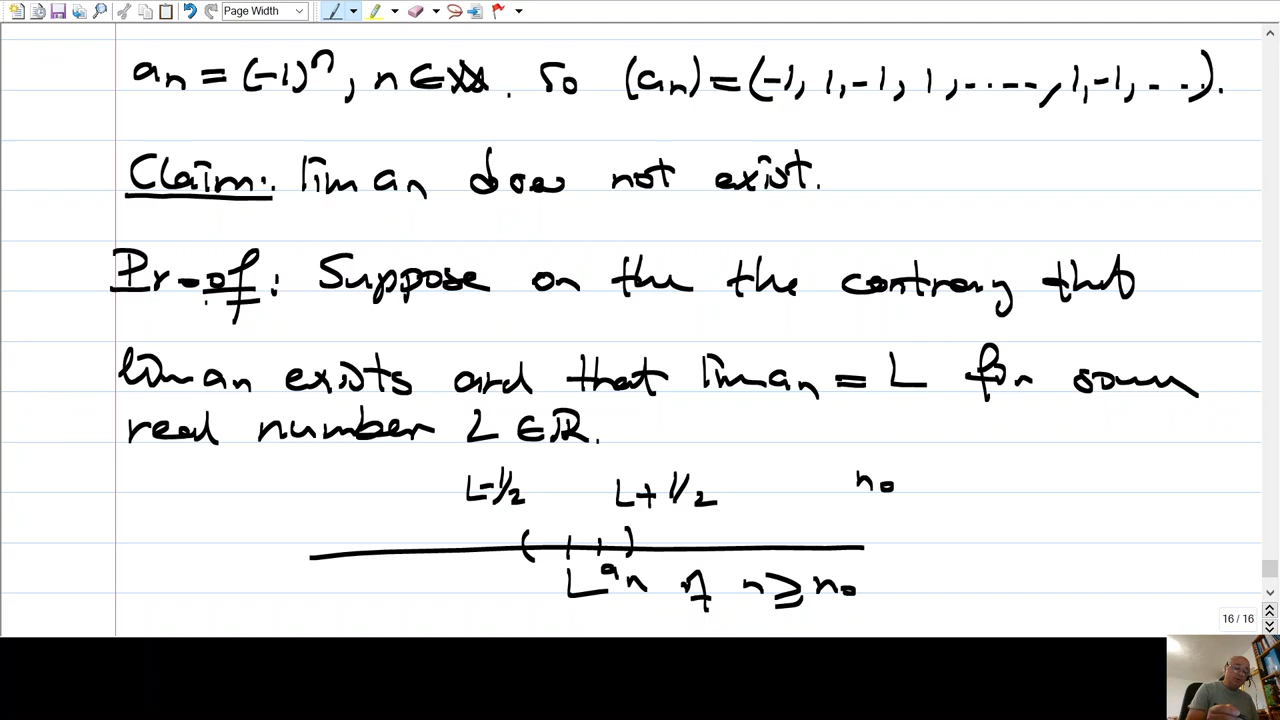 Page Width
aₙ = (-1)ⁿ, n ∈ ℕ. So (aₙ) = (-1, 1, -1, 1, ....--, 1, -1, ...).
Claim: lim aₙ does not exist.
Proof: Suppose on the the contrary that
lim aₙ exists and that lim aₙ = L for some
real number L ∈ ℝ.
L-1/2 L+1/2 n₀
( | | )
L aₙ if n ≥ n₀
16 / 16